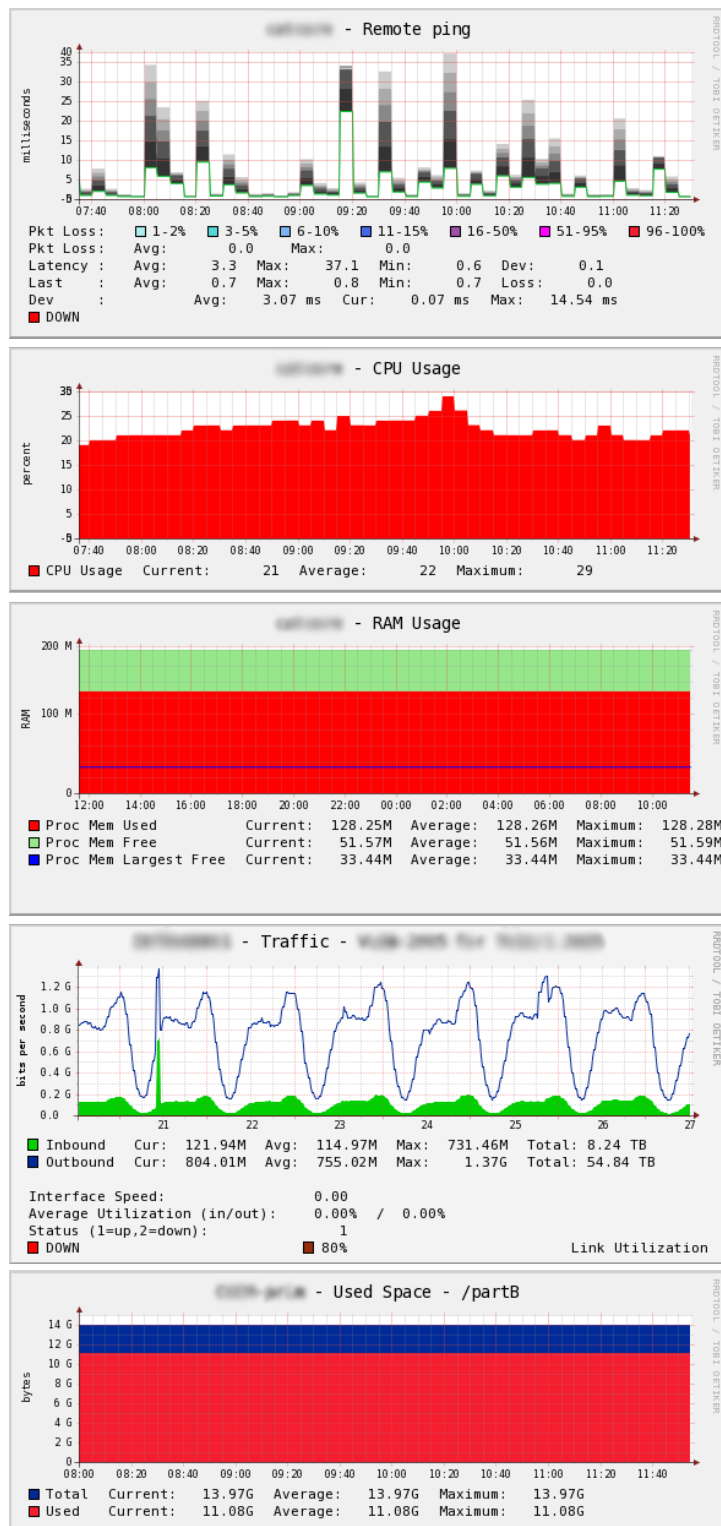 - Remote ping
RRDTOOL / TOBI OETIKER
milliseconds
40
35
30
25
20
15
10
5
-5
07:40 08:00 08:20 08:40 09:00 09:20 09:40 10:00 10:20 10:40 11:00 11:20
Pkt Loss: 1-2% 3-5% 6-10% 11-15% 16-50% 51-95% 96-100%
Pkt Loss: Avg: 0.0 Max: 0.0
Latency : Avg: 3.3 Max: 37.1 Min: 0.6 Dev: 0.1
Last : Avg: 0.7 Max: 0.8 Min: 0.7 Loss: 0.0
Dev : Avg: 3.07 ms Cur: 0.07 ms Max: 14.54 ms
DOWN
- CPU Usage
RRDTOOL / TOBI OETIKER
percent
25
20
15
10
5
07:40 08:00 08:20 08:40 09:00 09:20 09:40 10:00 10:20 10:40 11:00 11:20
CPU Usage Current: 21 Average: 22 Maximum: 29
- RAM Usage
RRDTOOL / TOBI OETIKER
RAM
200 M
100 M
0
12:00 14:00 16:00 18:00 20:00 22:00 00:00 02:00 04:00 06:00 08:00 10:00
Proc Mem Used Current: 128.25M Average: 128.26M Maximum: 128.28M
Proc Mem Free Current: 51.57M Average: 51.56M Maximum: 51.59M
Proc Mem Largest Free Current: 33.44M Average: 33.44M Maximum: 33.44M
- Traffic -
RRDTOOL / TOBI OETIKER
bits per second
1.2 G
1.0 G
0.8 G
0.6 G
0.4 G
0.2 G
0.0
21 22 23 24 25 26 27
Inbound Cur: 121.94M Avg: 114.97M Max: 731.46M Total: 8.24 TB
Outbound Cur: 804.01M Avg: 755.02M Max: 1.37G Total: 54.84 TB
Interface Speed: 0.00
Average Utilization (in/out): 0.00% / 0.00%
Status (1=up,2=down): 1
DOWN 80% Link Utilization
- Used Space - /partB
RRDTOOL / TOBI OETIKER
bytes
14 G
12 G
10 G
8 G
6 G
4 G
2 G
0
08:00 08:20 08:40 09:00 09:20 09:40 10:00 10:20 10:40 11:00 11:20 11:40
Total Current: 13.97G Average: 13.97G Maximum: 13.97G
Used Current: 11.08G Average: 11.08G Maximum: 11.08G